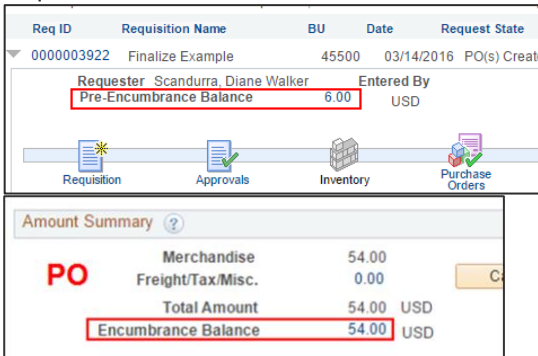 Req ID Requisition Name BU Date Request State
0000003922 Finalize Example 45500 03/14/2016 PO(s) Creat
Requester Scandurra, Diane Walker Entered By
Pre-Encumbrance Balance 6.00 USD
Requisition Approvals Inventory Purchase Orders
Amount Summary ?
Merchandise 54.00
PO Freight/Tax/Misc. 0.00 Ca
Total Amount 54.00 USD
Encumbrance Balance 54.00 USD